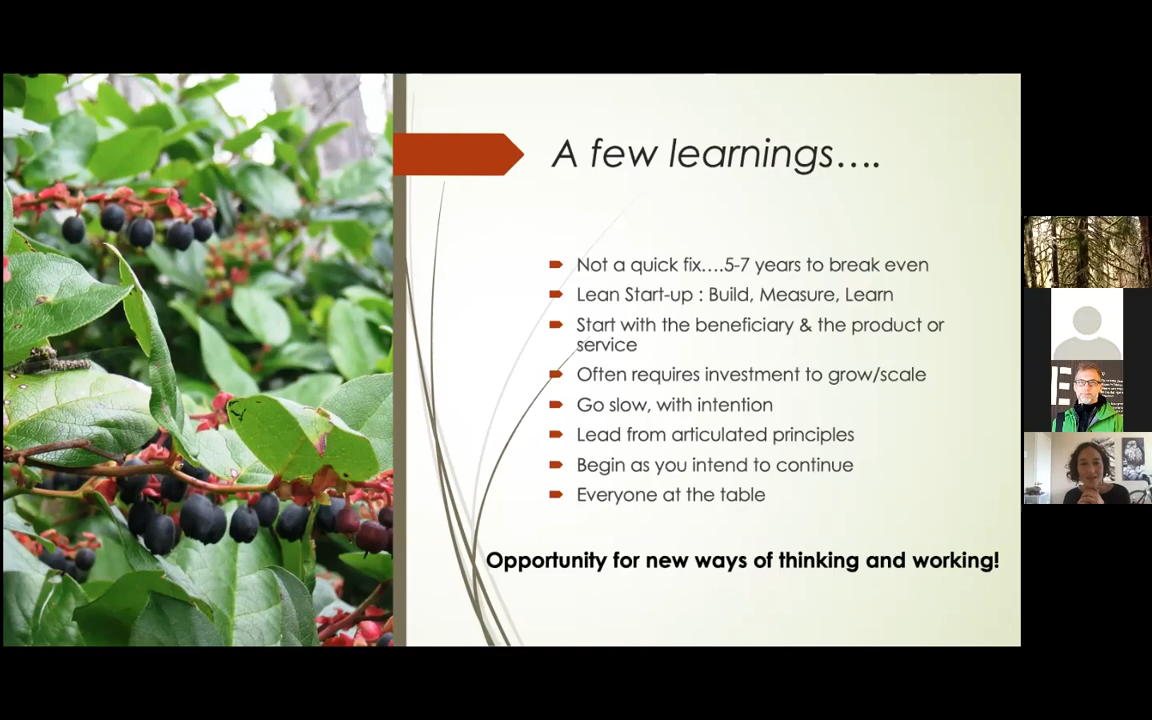 A few learnings….
Not a quick fix….5-7 years to break even
Lean Start-up : Build, Measure, Learn
Start with the beneficiary & the product or
service
Often requires investment to grow/scale
Go slow, with intention
Lead from articulated principles
Begin as you intend to continue
Everyone at the table
Opportunity for new ways of thinking and working!